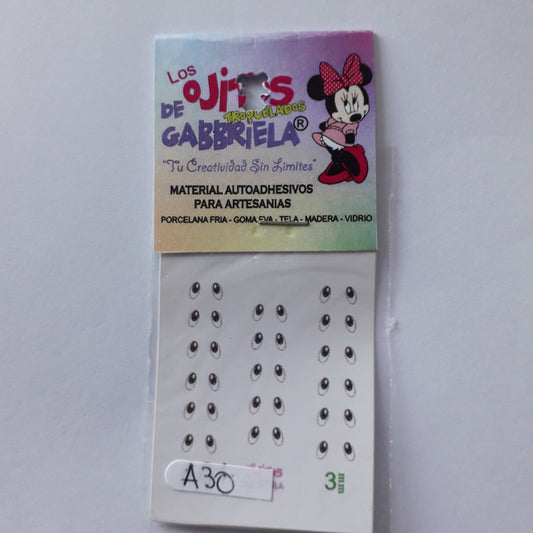 Los
OJITOS
TROQUELADOS
DE
GABBRIELA®
"Tu Creatividad Sin Limites"
MATERIAL AUTOADHESIVOS
PARA ARTESANIAS
PORCELANA FRIA - GOMA EVA - TELA - MADERA - VIDRIO
A30
3mm